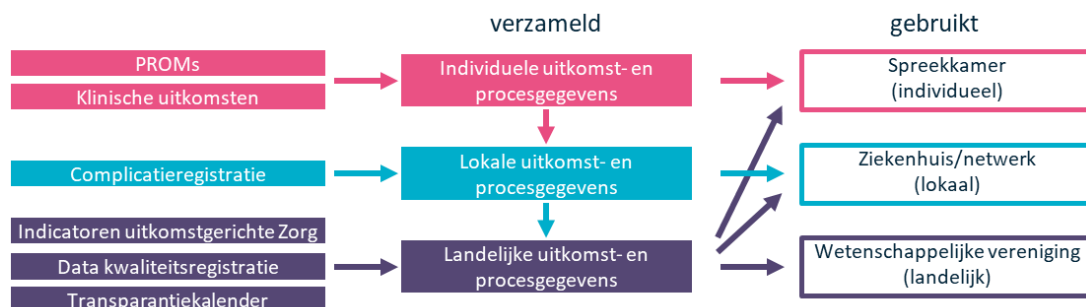 verzameld
gebruikt
PROMs
Klinische uitkomsten
Individuele uitkomst- en
procesgegevens
Spreekkamer
(individueel)
Complicatieregistratie
Lokale uitkomst- en
procesgegevens
Ziekenhuis/netwerk
(lokaal)
Indicatoren uitkomstgerichte Zorg
Data kwaliteitsregistratie
Transparantiekalender
Landelijke uitkomst- en
procesgegevens
Wetenschappelijke vereniging
(landelijk)